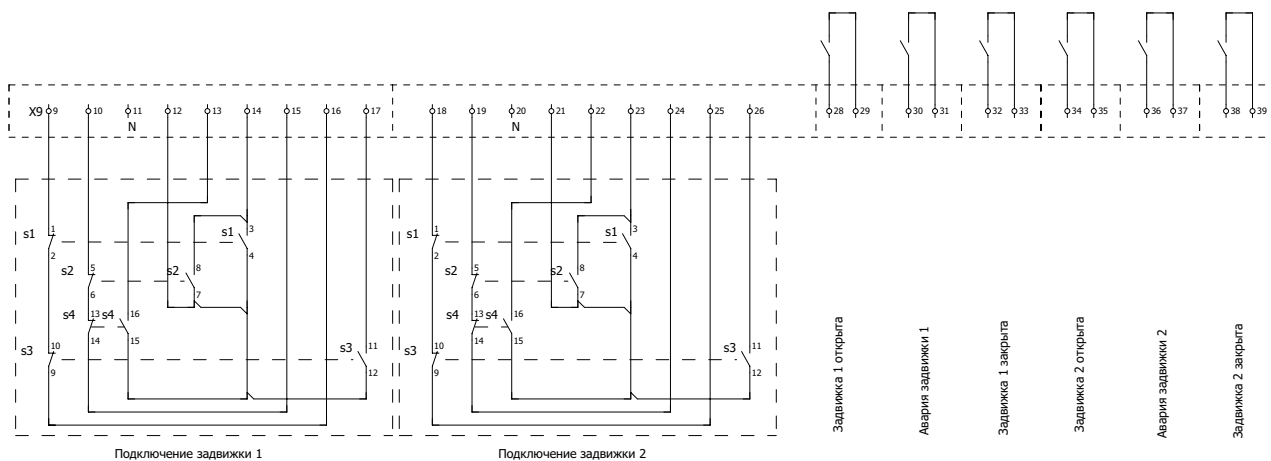 X9 9 10 11 12 13 14 15 16 17 18 19 20 21 22 23 24 25 26 28 29 30 31 32 33 34 35 36 37 38 39
N N
s1 1 2 s1 3 4
s2 5 6 s2 8 7
s4 13 14 s4 16 15
s3 10 9 s3 11 12
Подключение задвижки 1
s1 1 2 s1 3 4
s2 5 6 s2 8 7
s4 13 14 s4 16 15
s3 10 9 s3 11 12
Подключение задвижки 2
Задвижка 1 открыта
Авария задвижки 1
Задвижка 1 закрыта
Задвижка 2 открыта
Авария задвижки 2
Задвижка 2 закрыта